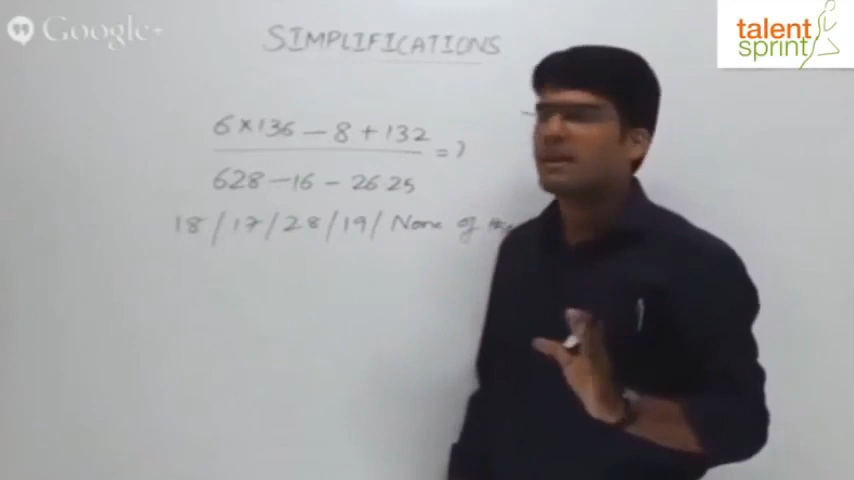 Google+
talent
sprint
SIMPLIFICATIONS
6×136 - 8 + 132
= ?
628 - 16 - 26.25
18 / 17 / 28 / 19 / None of